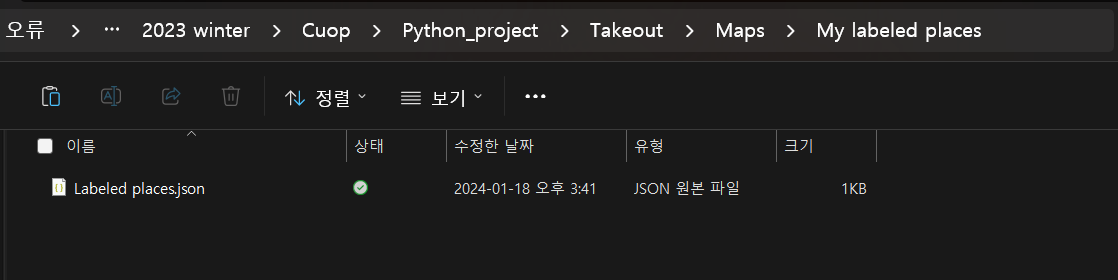 오류 > ··· 2023 winter > Cuop > Python_project > Takeout > Maps > My labeled places
정렬 보기 ···
이름 상태 수정한 날짜 유형 크기
Labeled places.json 2024-01-18 오후 3:41 JSON 원본 파일 1KB